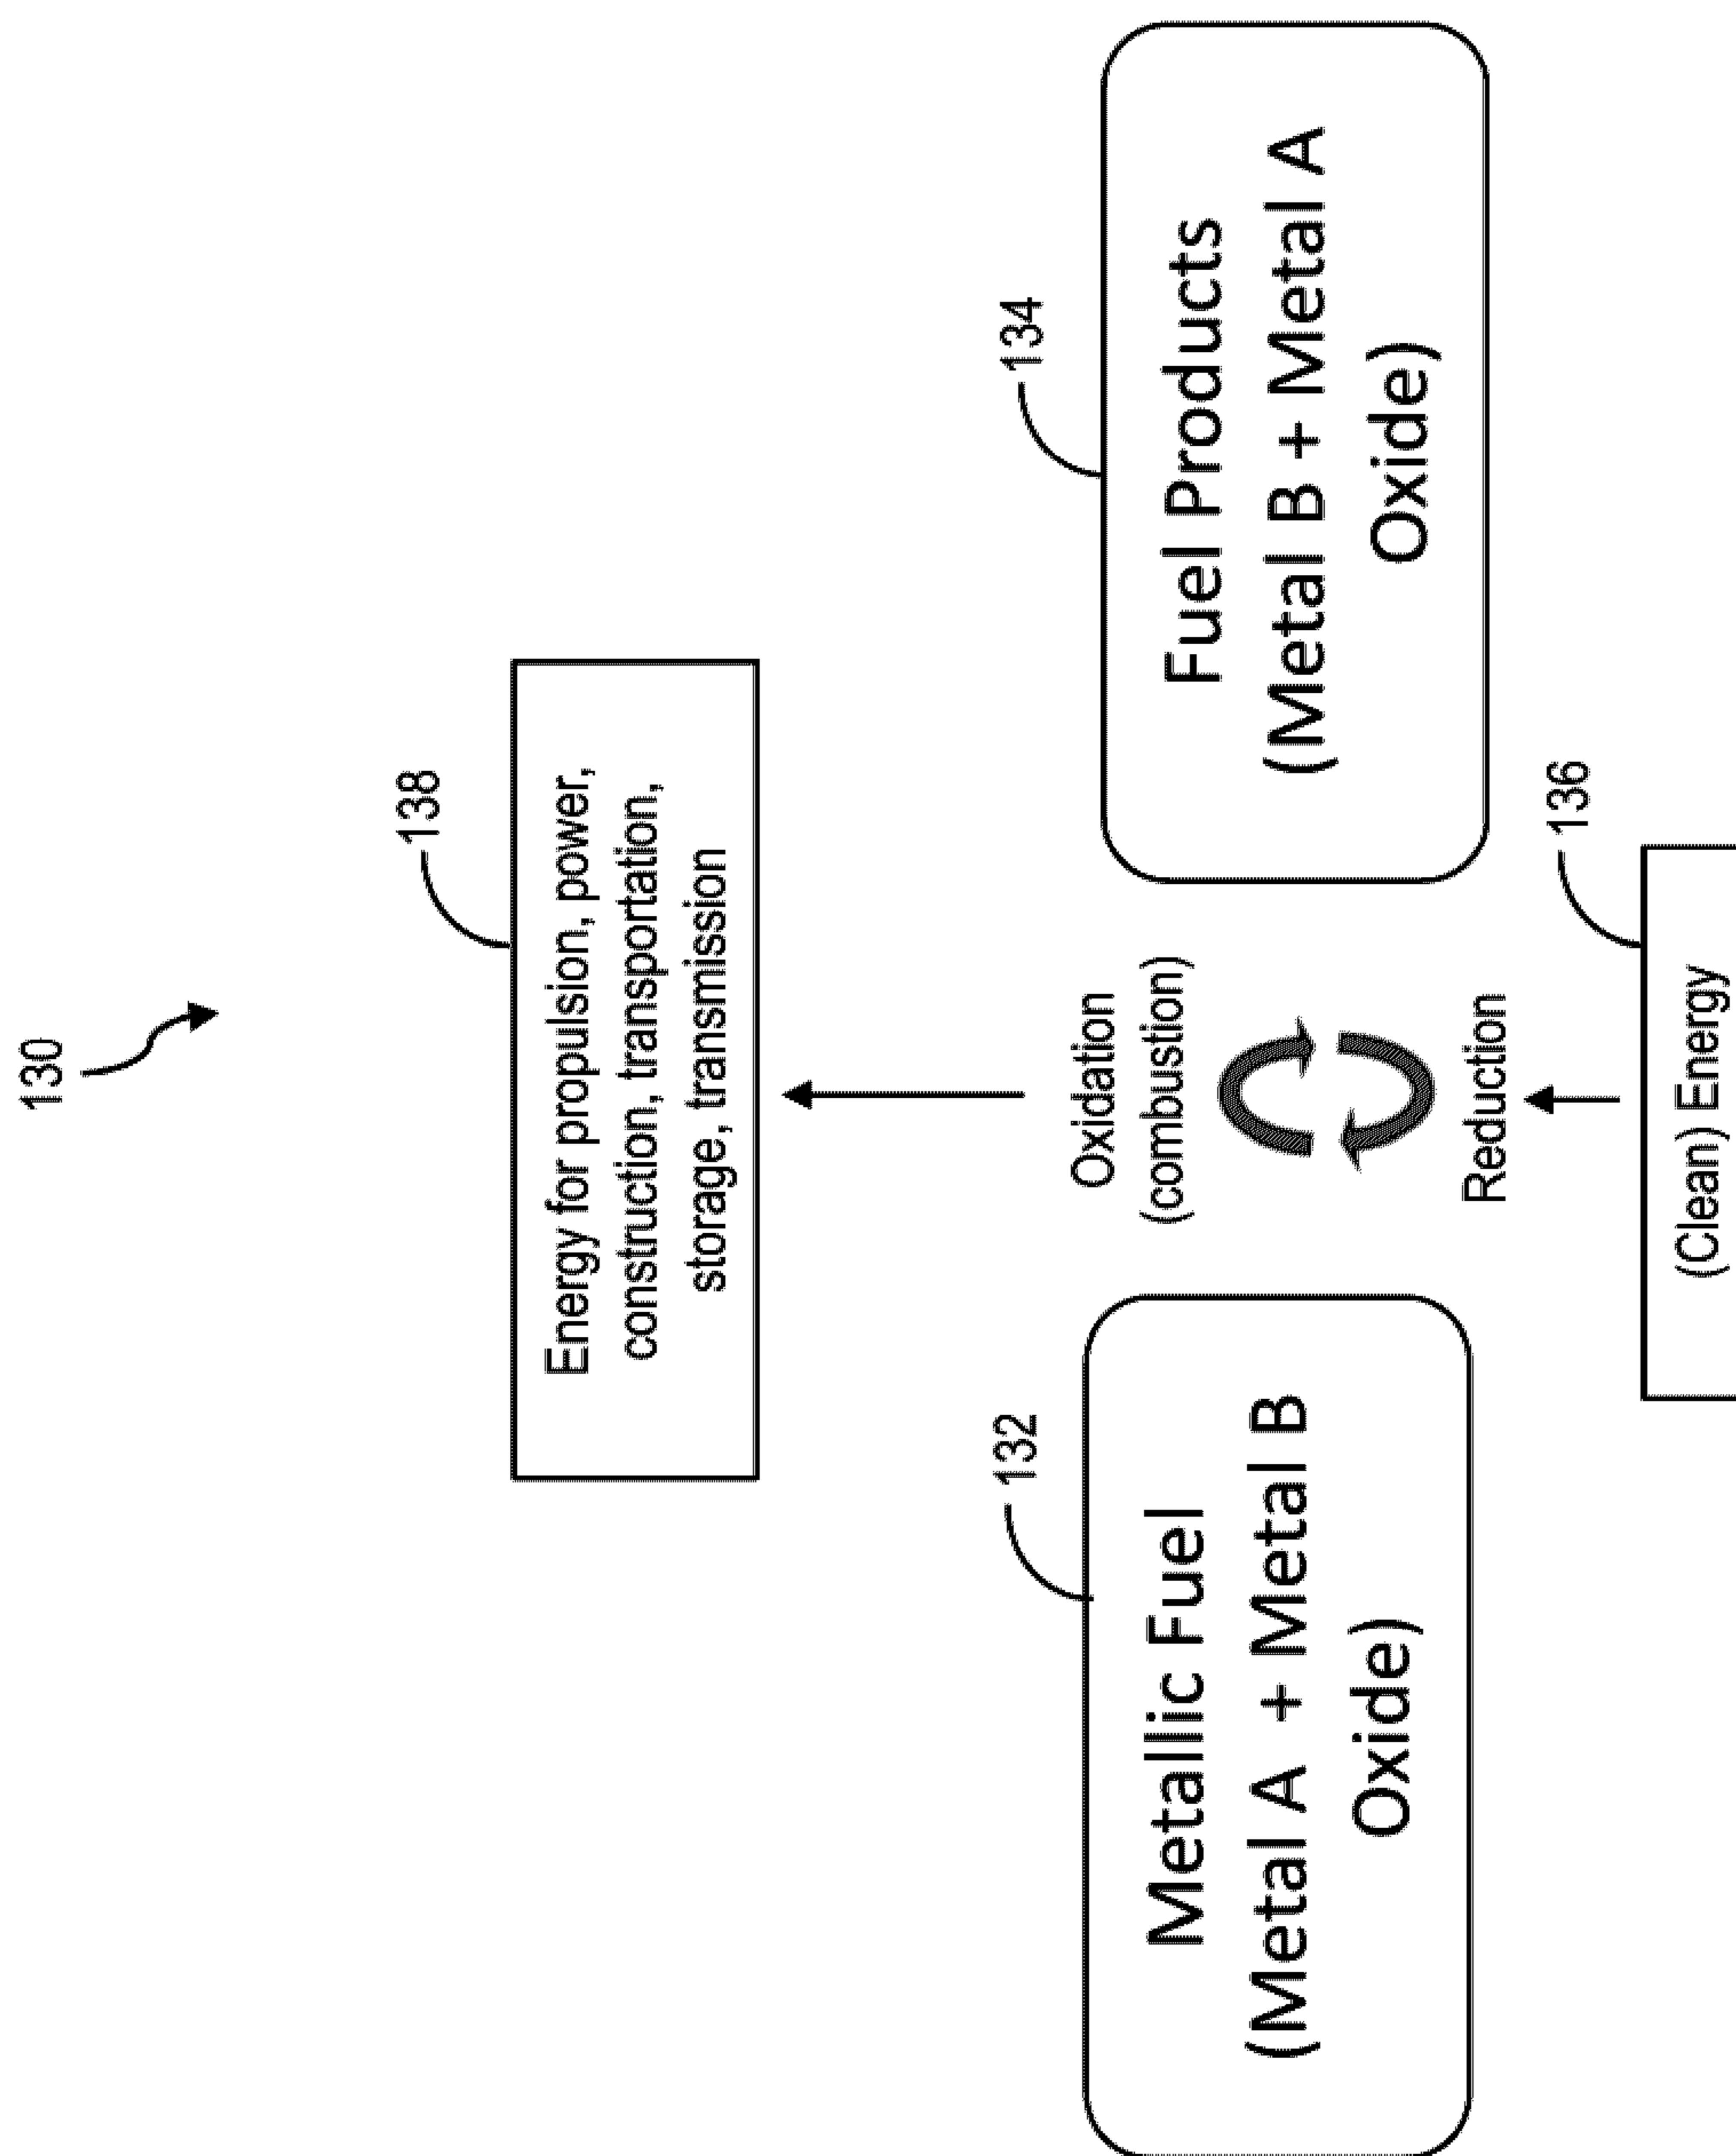 130
138
Energy for propulsion, power,
construction, transportation,
storage, transmission
132
Metallic Fuel
(Metal A + Metal B
Oxide)
Oxidation
(combustion)
Reduction
134
Fuel Products
(Metal B + Metal A
Oxide)
136
(Clean) Energy